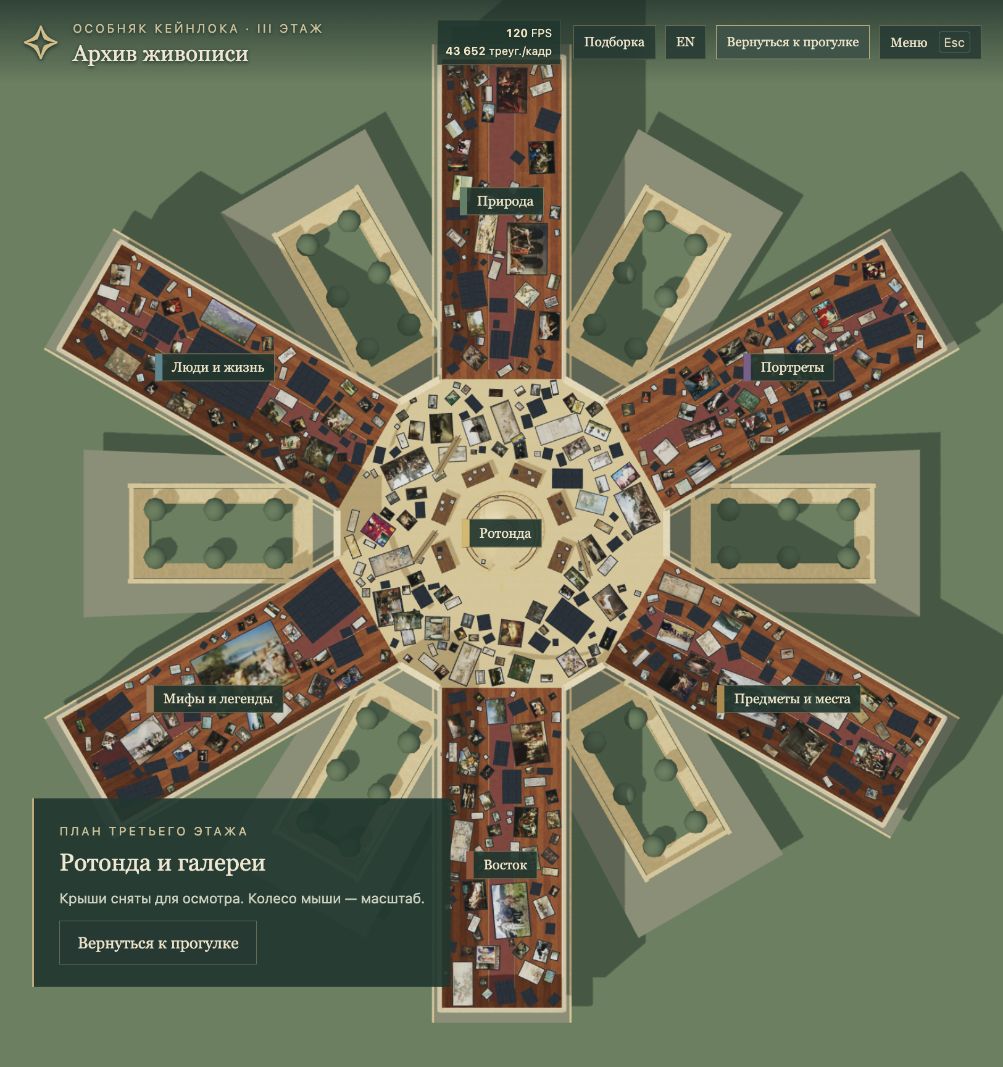 ОСОБНЯК КЕЙНЛОКА · III ЭТАЖ
Архив живописи
120 FPS
43 652 треуг./кадр
Подборка
EN
Вернуться к прогулке
Меню Esc
Природа
Люди и жизнь
Портреты
Ротонда
Мифы и легенды
Предметы и места
Восток
ПЛАН ТРЕТЬЕГО ЭТАЖА
Ротонда и галереи
Крыши сняты для осмотра. Колесо мыши — масштаб.
Вернуться к прогулке